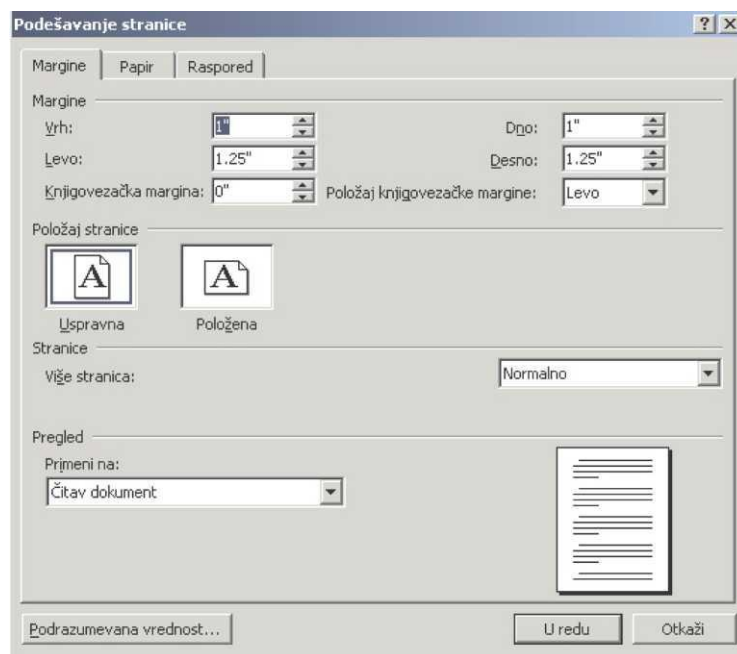 Podešavanje stranice
Margine Papir Raspored
Margine
Vrh: 1" Dno: 1"
Levo: 1.25" Desno: 1.25"
Knjigovezačka margina: 0" Položaj knjigovezačke margine: Levo
Položaj stranice
A A
Uspravna Položena
Stranice
Više stranica: Normalno
Pregled
Primeni na:
Čitav dokument
Podrazumevana vrednost... U redu Otkaži